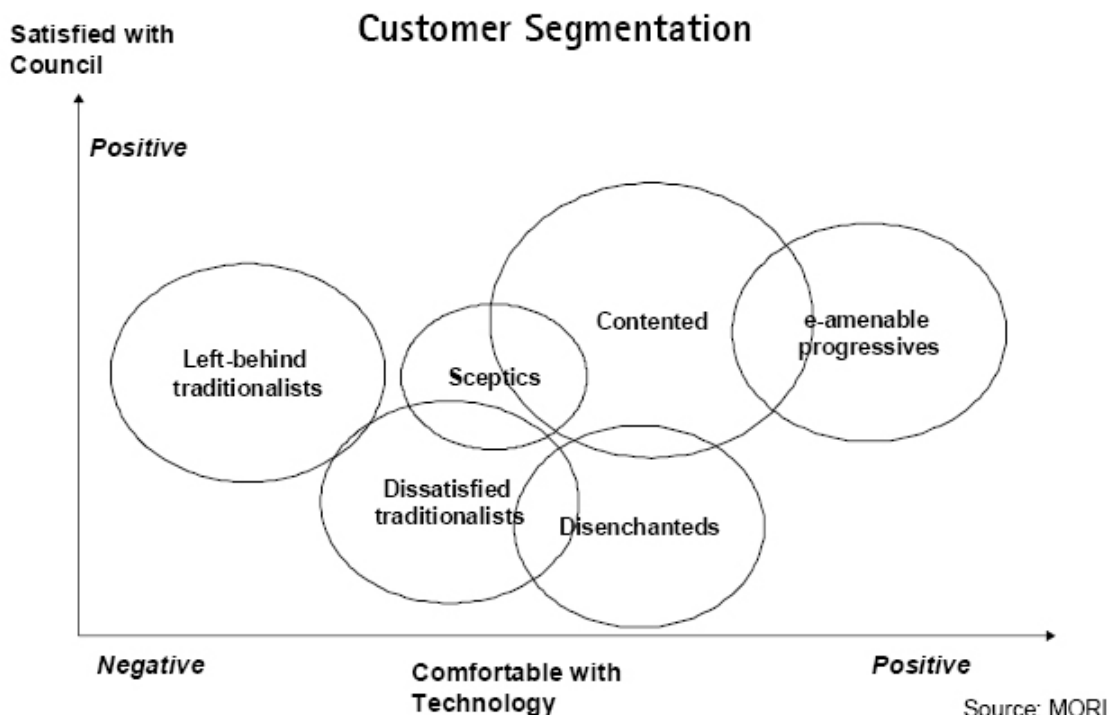 Customer Segmentation
Satisfied with
Council
Positive
Contented
e-amenable
progressives
Left-behind
traditionalists
Sceptics
Dissatisfied
traditionalists
Disenchanteds
Negative
Comfortable with
Technology
Positive
Source: MORI